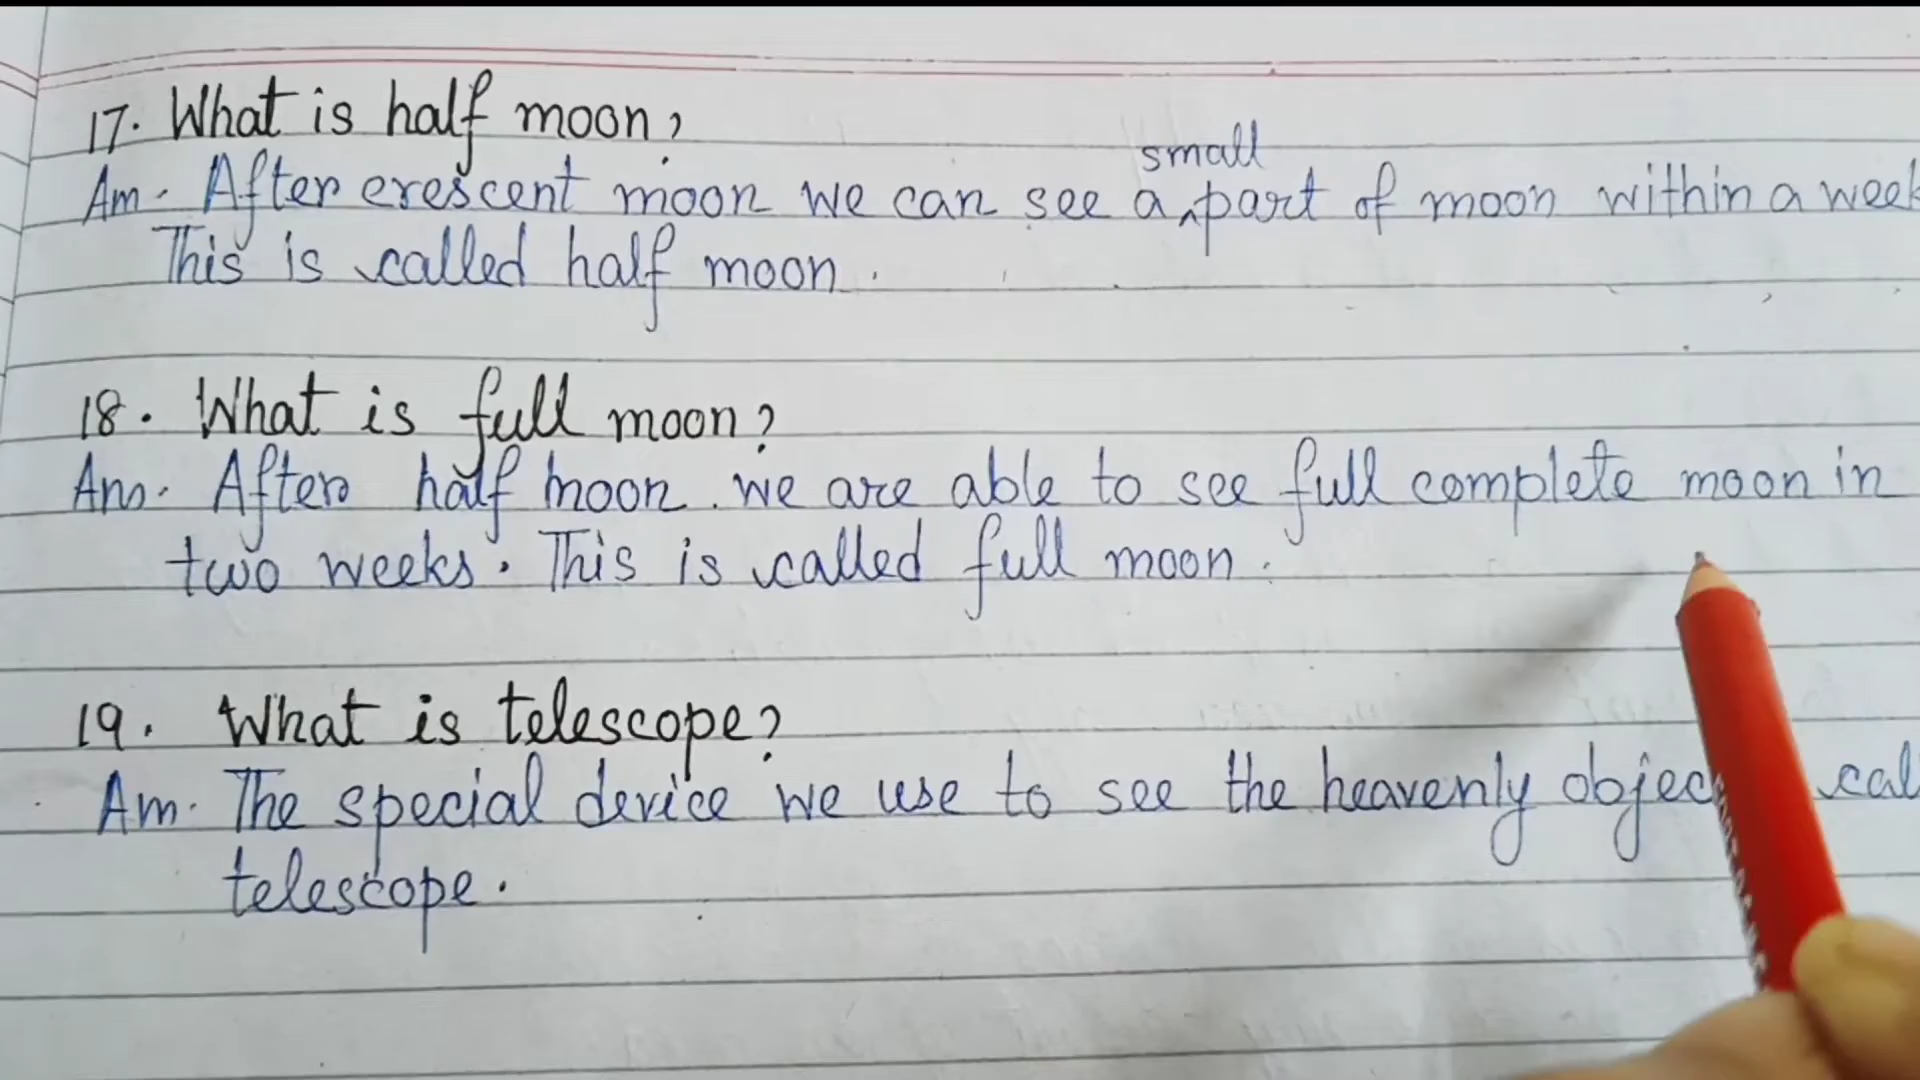 17. What is half moon?
Ans. After crescent moon we can see a small part of moon within a week
This is called half moon.
18. What is full moon?
Ans. After half moon we are able to see full complete moon in
two weeks. This is called full moon.
19. What is telescope?
Ans. The special device we use to see the heavenly
telescope.